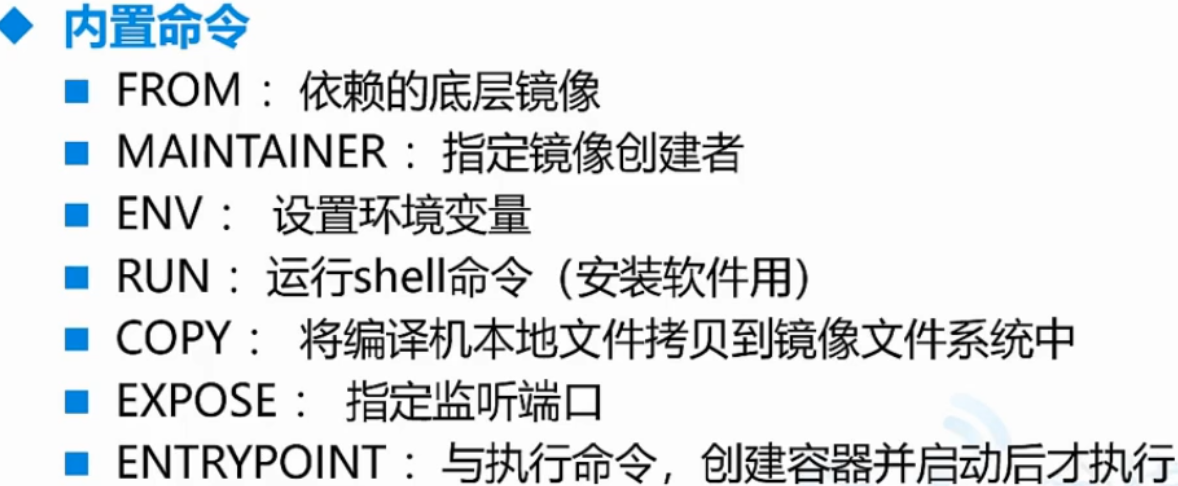 内置命令
FROM ： 依赖的底层镜像
MAINTAINER ： 指定镜像创建者
ENV ： 设置环境变量
RUN ： 运行shell命令（安装软件用）
COPY ： 将编译机本地文件拷贝到镜像文件系统中
EXPOSE ： 指定监听端口
ENTRYPOINT ： 与执行命令，创建容器并启动后才执行